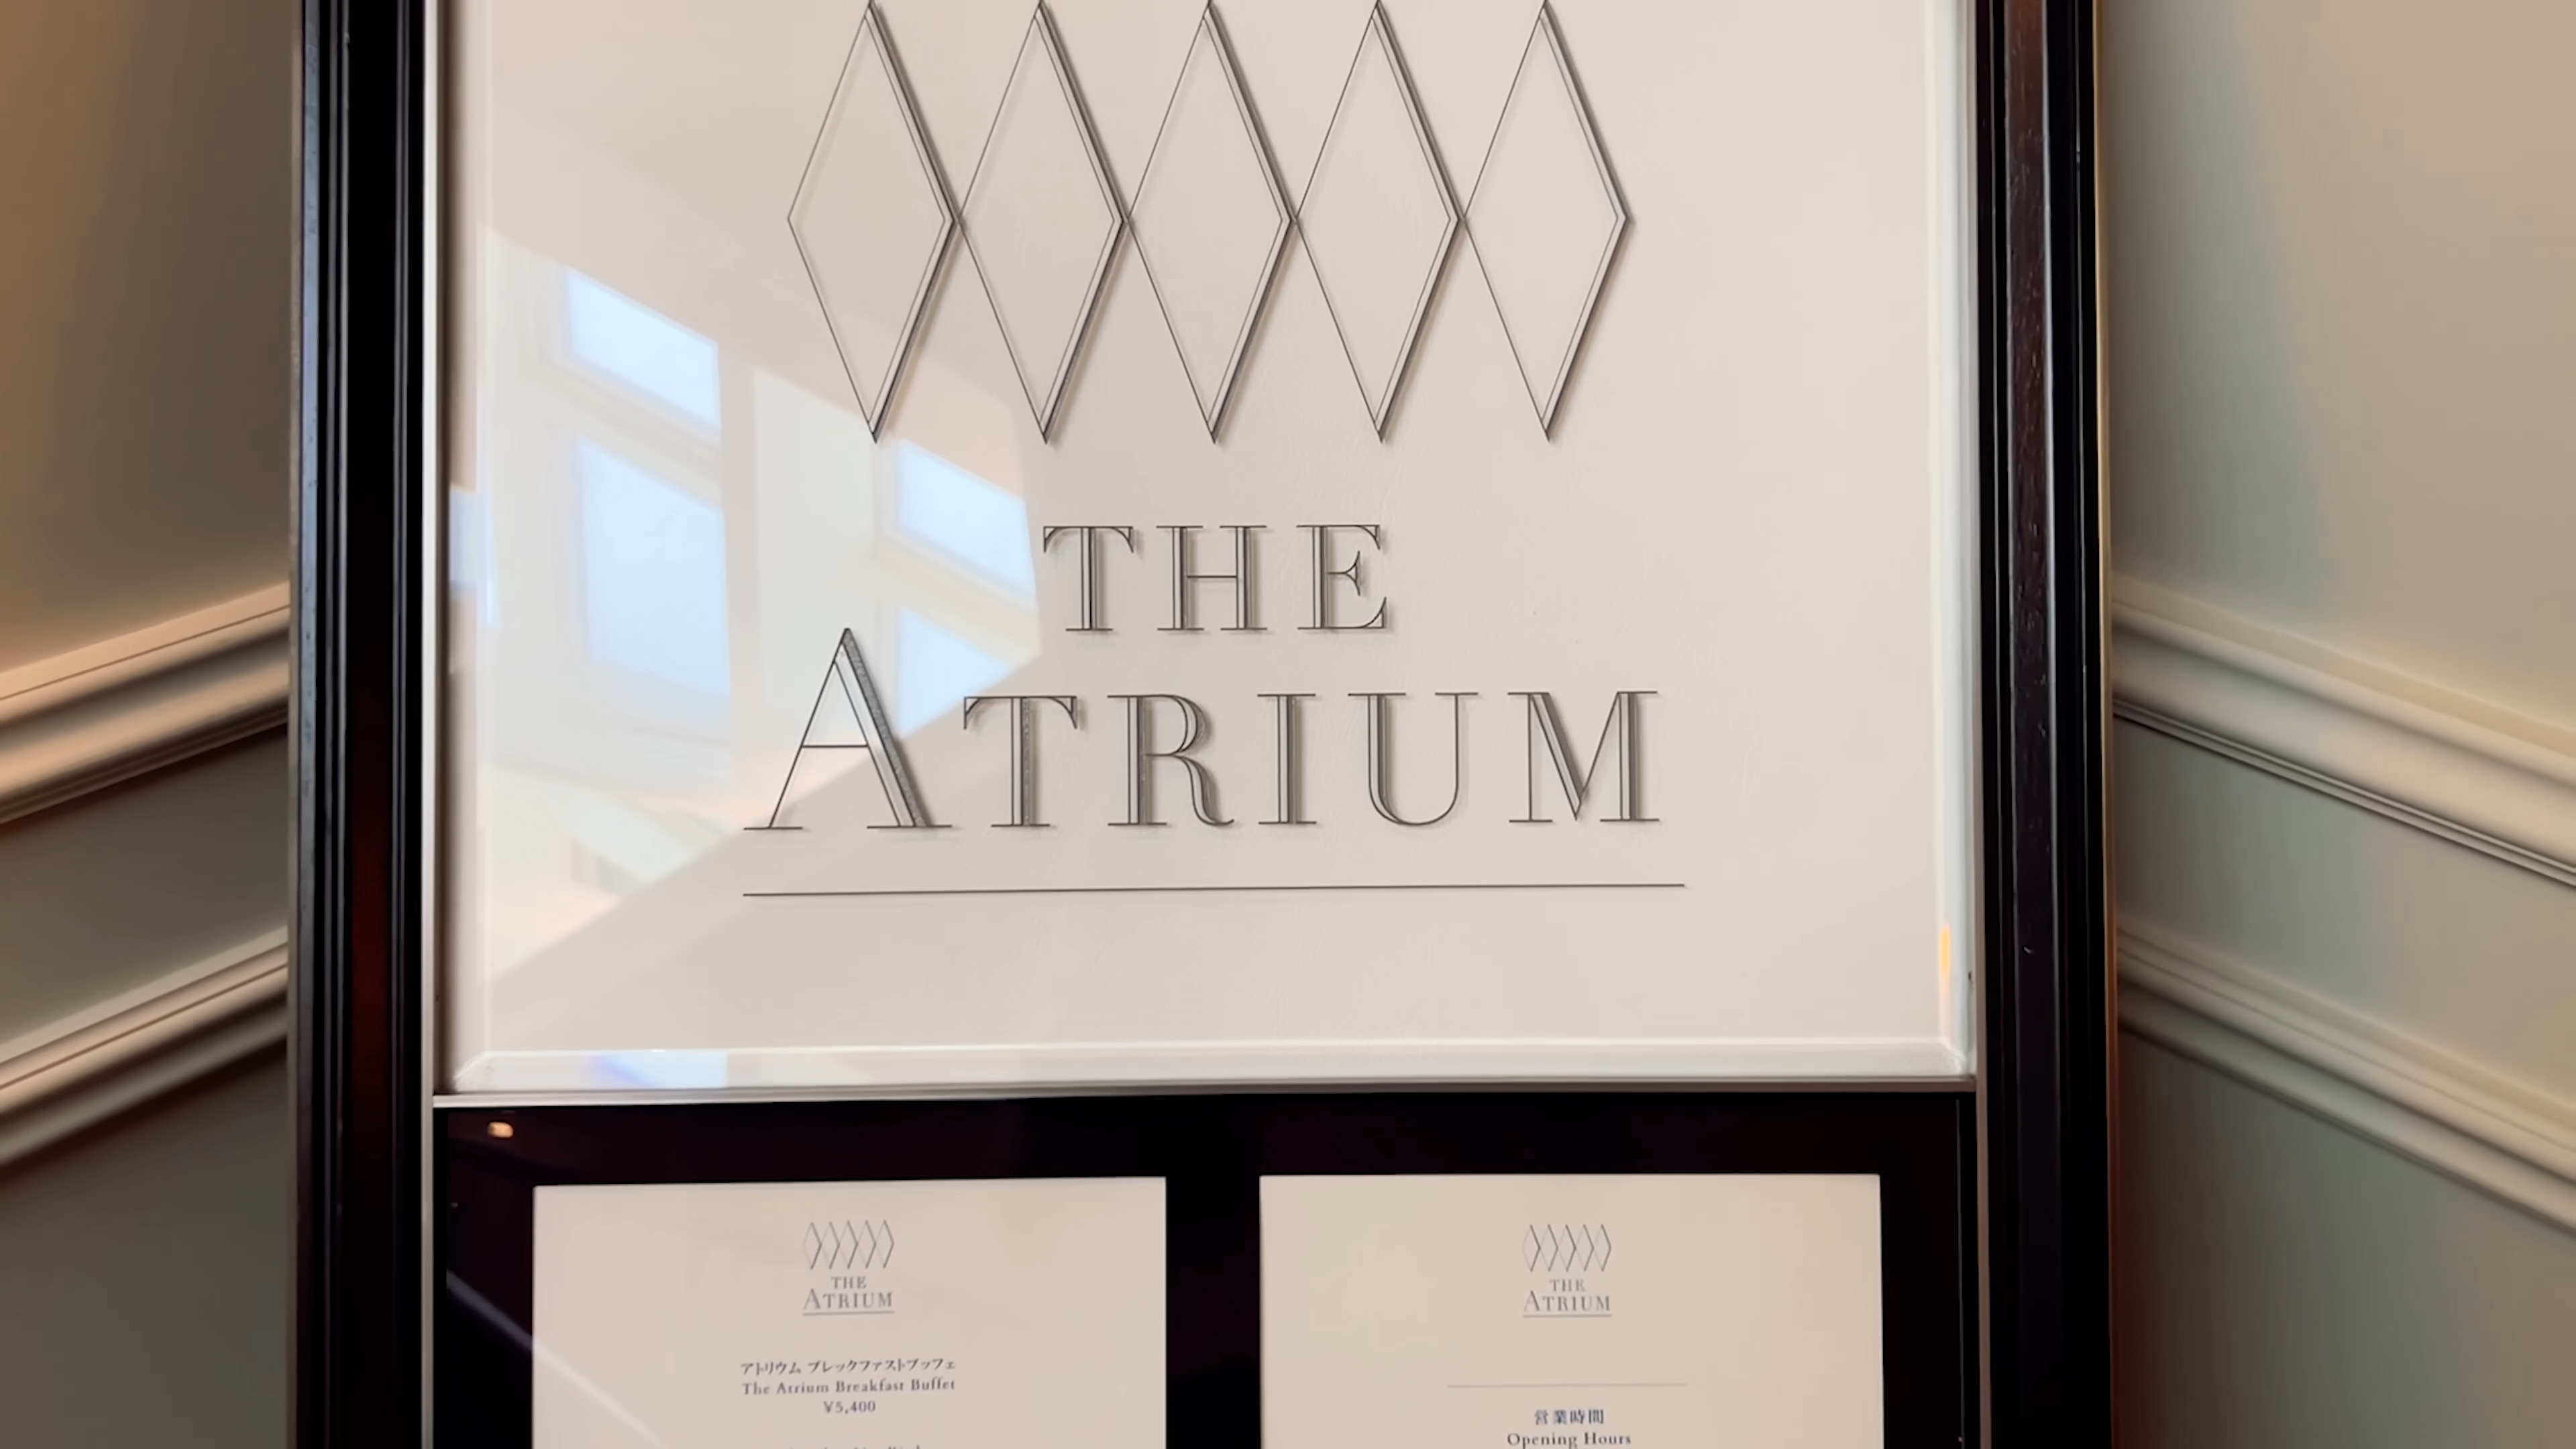 THE
ATRIUM
THE
ATRIUM
アトリウム ブレックファストブッフェ
The Atrium Breakfast Buffet
¥5,400
THE
ATRIUM
営業時間
Opening Hours